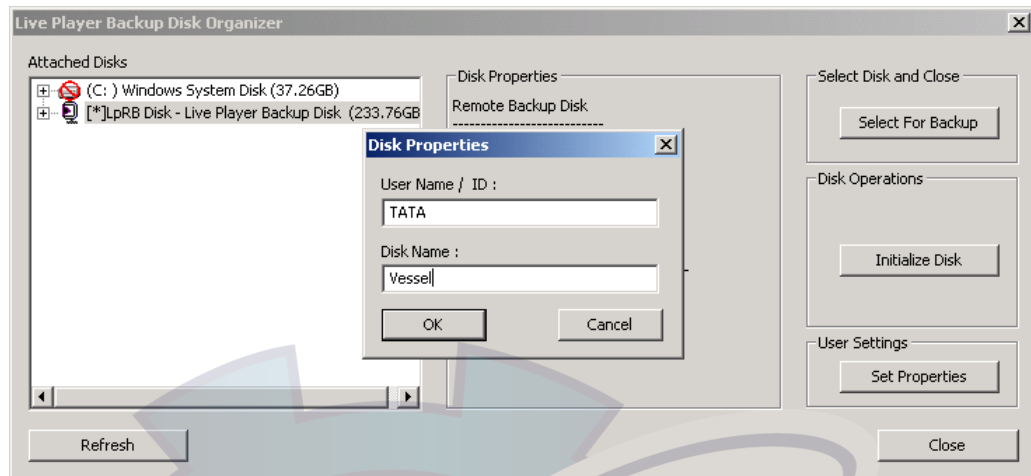 Live Player Backup Disk Organizer
Attached Disks
(C: ) Windows System Disk (37.26GB)
[*]LpRB Disk - Live Player Backup Disk (233.76GB
Disk Properties
Remote Backup Disk
---------------------------
Disk Properties
User Name / ID :
TATA
Disk Name :
Vessel
OK
Cancel
Select Disk and Close
Select For Backup
Disk Operations
Initialize Disk
User Settings
Set Properties
Refresh
Close